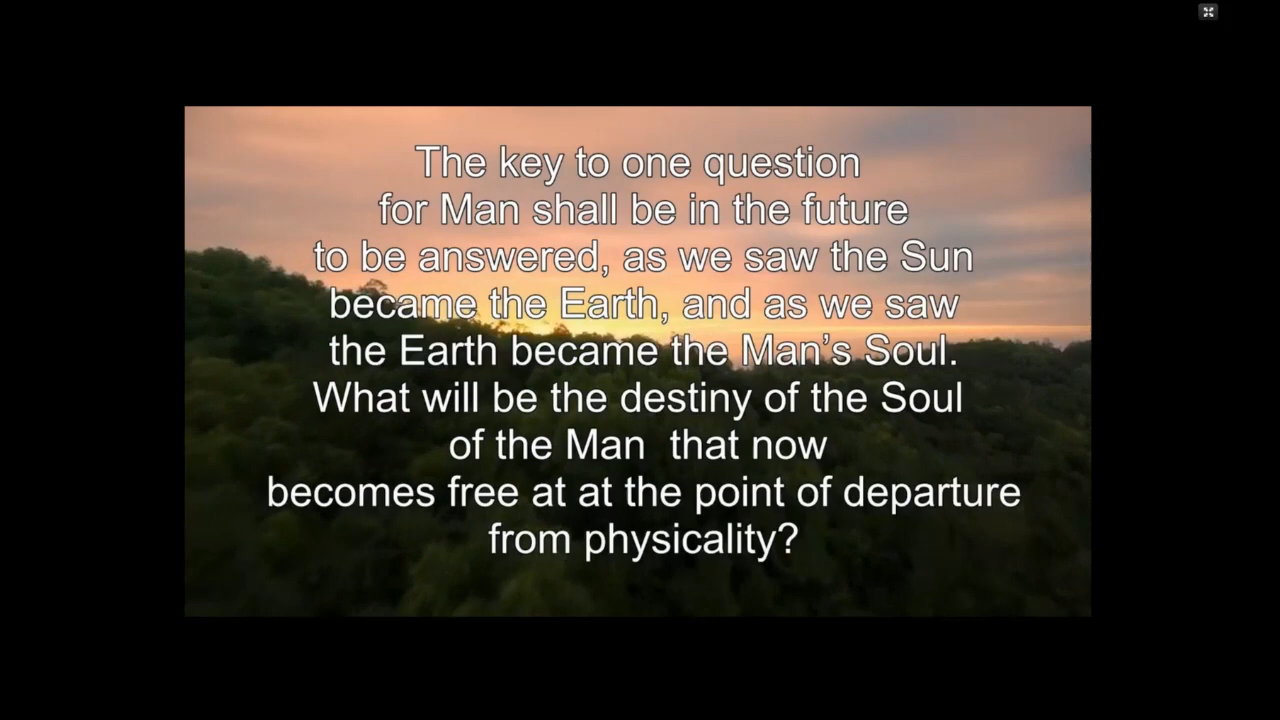 The key to one question
for Man shall be in the future
to be answered, as we saw the Sun
became the Earth, and as we saw
the Earth became the Man’s Soul.
What will be the destiny of the Soul
of the Man  that now
becomes free at at the point of departure
from physicality?